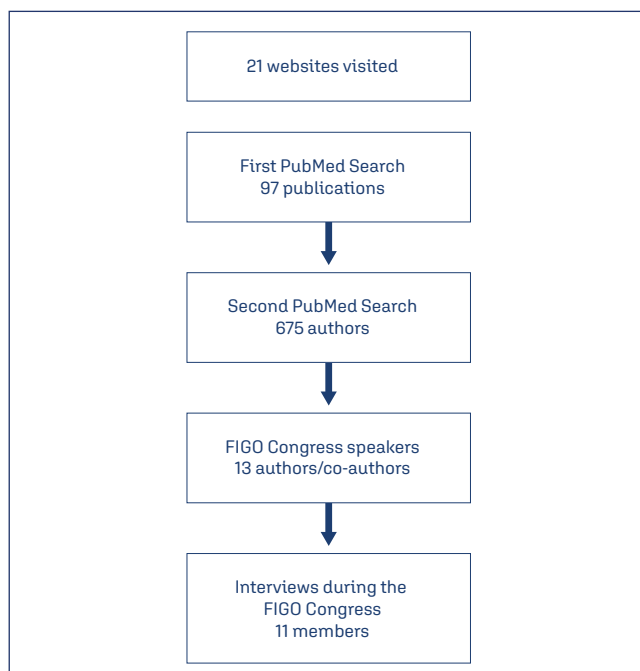 21 websites visited
First PubMed Search
97 publications
Second PubMed Search
675 authors
FIGO Congress speakers
13 authors/co-authors
Interviews during the
FIGO Congress
11 members